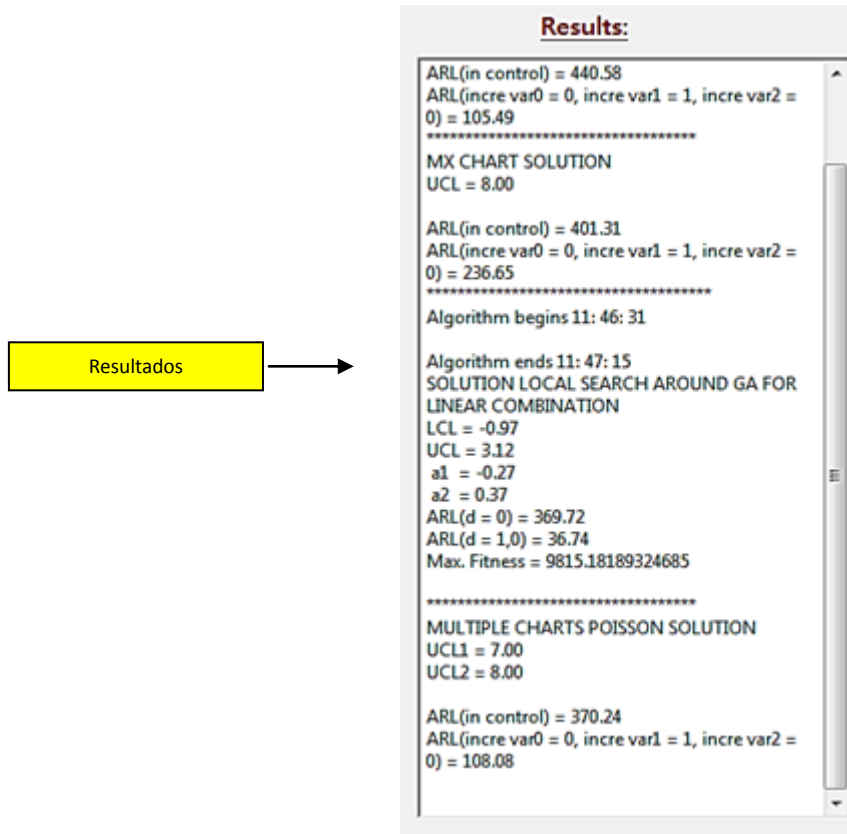 Results:
ARL(in control) = 440.58
ARL(incre var0 = 0, incre var1 = 1, incre var2 =
0) = 105.49
***********************************
MX CHART SOLUTION
UCL = 8.00
ARL(in control) = 401.31
ARL(incre var0 = 0, incre var1 = 1, incre var2 =
0) = 236.65
*************************************
Algorithm begins 11: 46: 31
Resultados
Algorithm ends 11: 47: 15
SOLUTION LOCAL SEARCH AROUND GA FOR
LINEAR COMBINATION
LCL = -0.97
UCL = 3.12
a1 = -0.27
a2 = 0.37
ARL(d = 0) = 369.72
ARL(d = 1,0) = 36.74
Max. Fitness = 9815.18189324685
***********************************
MULTIPLE CHARTS POISSON SOLUTION
UCL1 = 7.00
UCL2 = 8.00
ARL(in control) = 370.24
ARL(incre var0 = 0, incre var1 = 1, incre var2 =
0) = 108.08